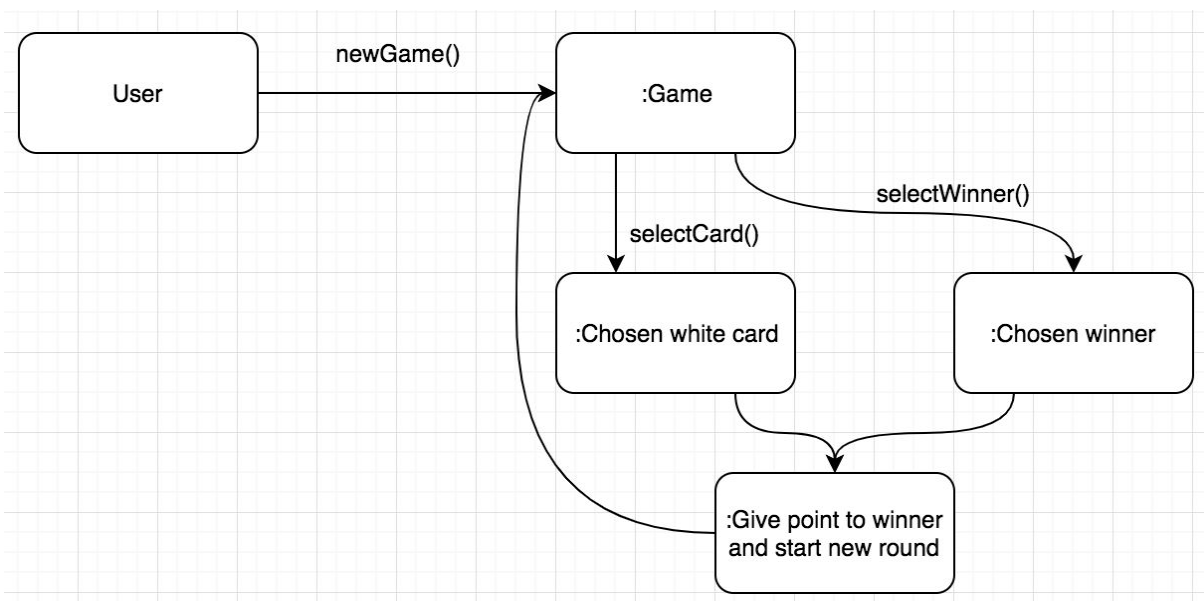 newGame()
User
:Game
selectWinner()
selectCard()
:Chosen white card
:Chosen winner
:Give point to winner
and start new round